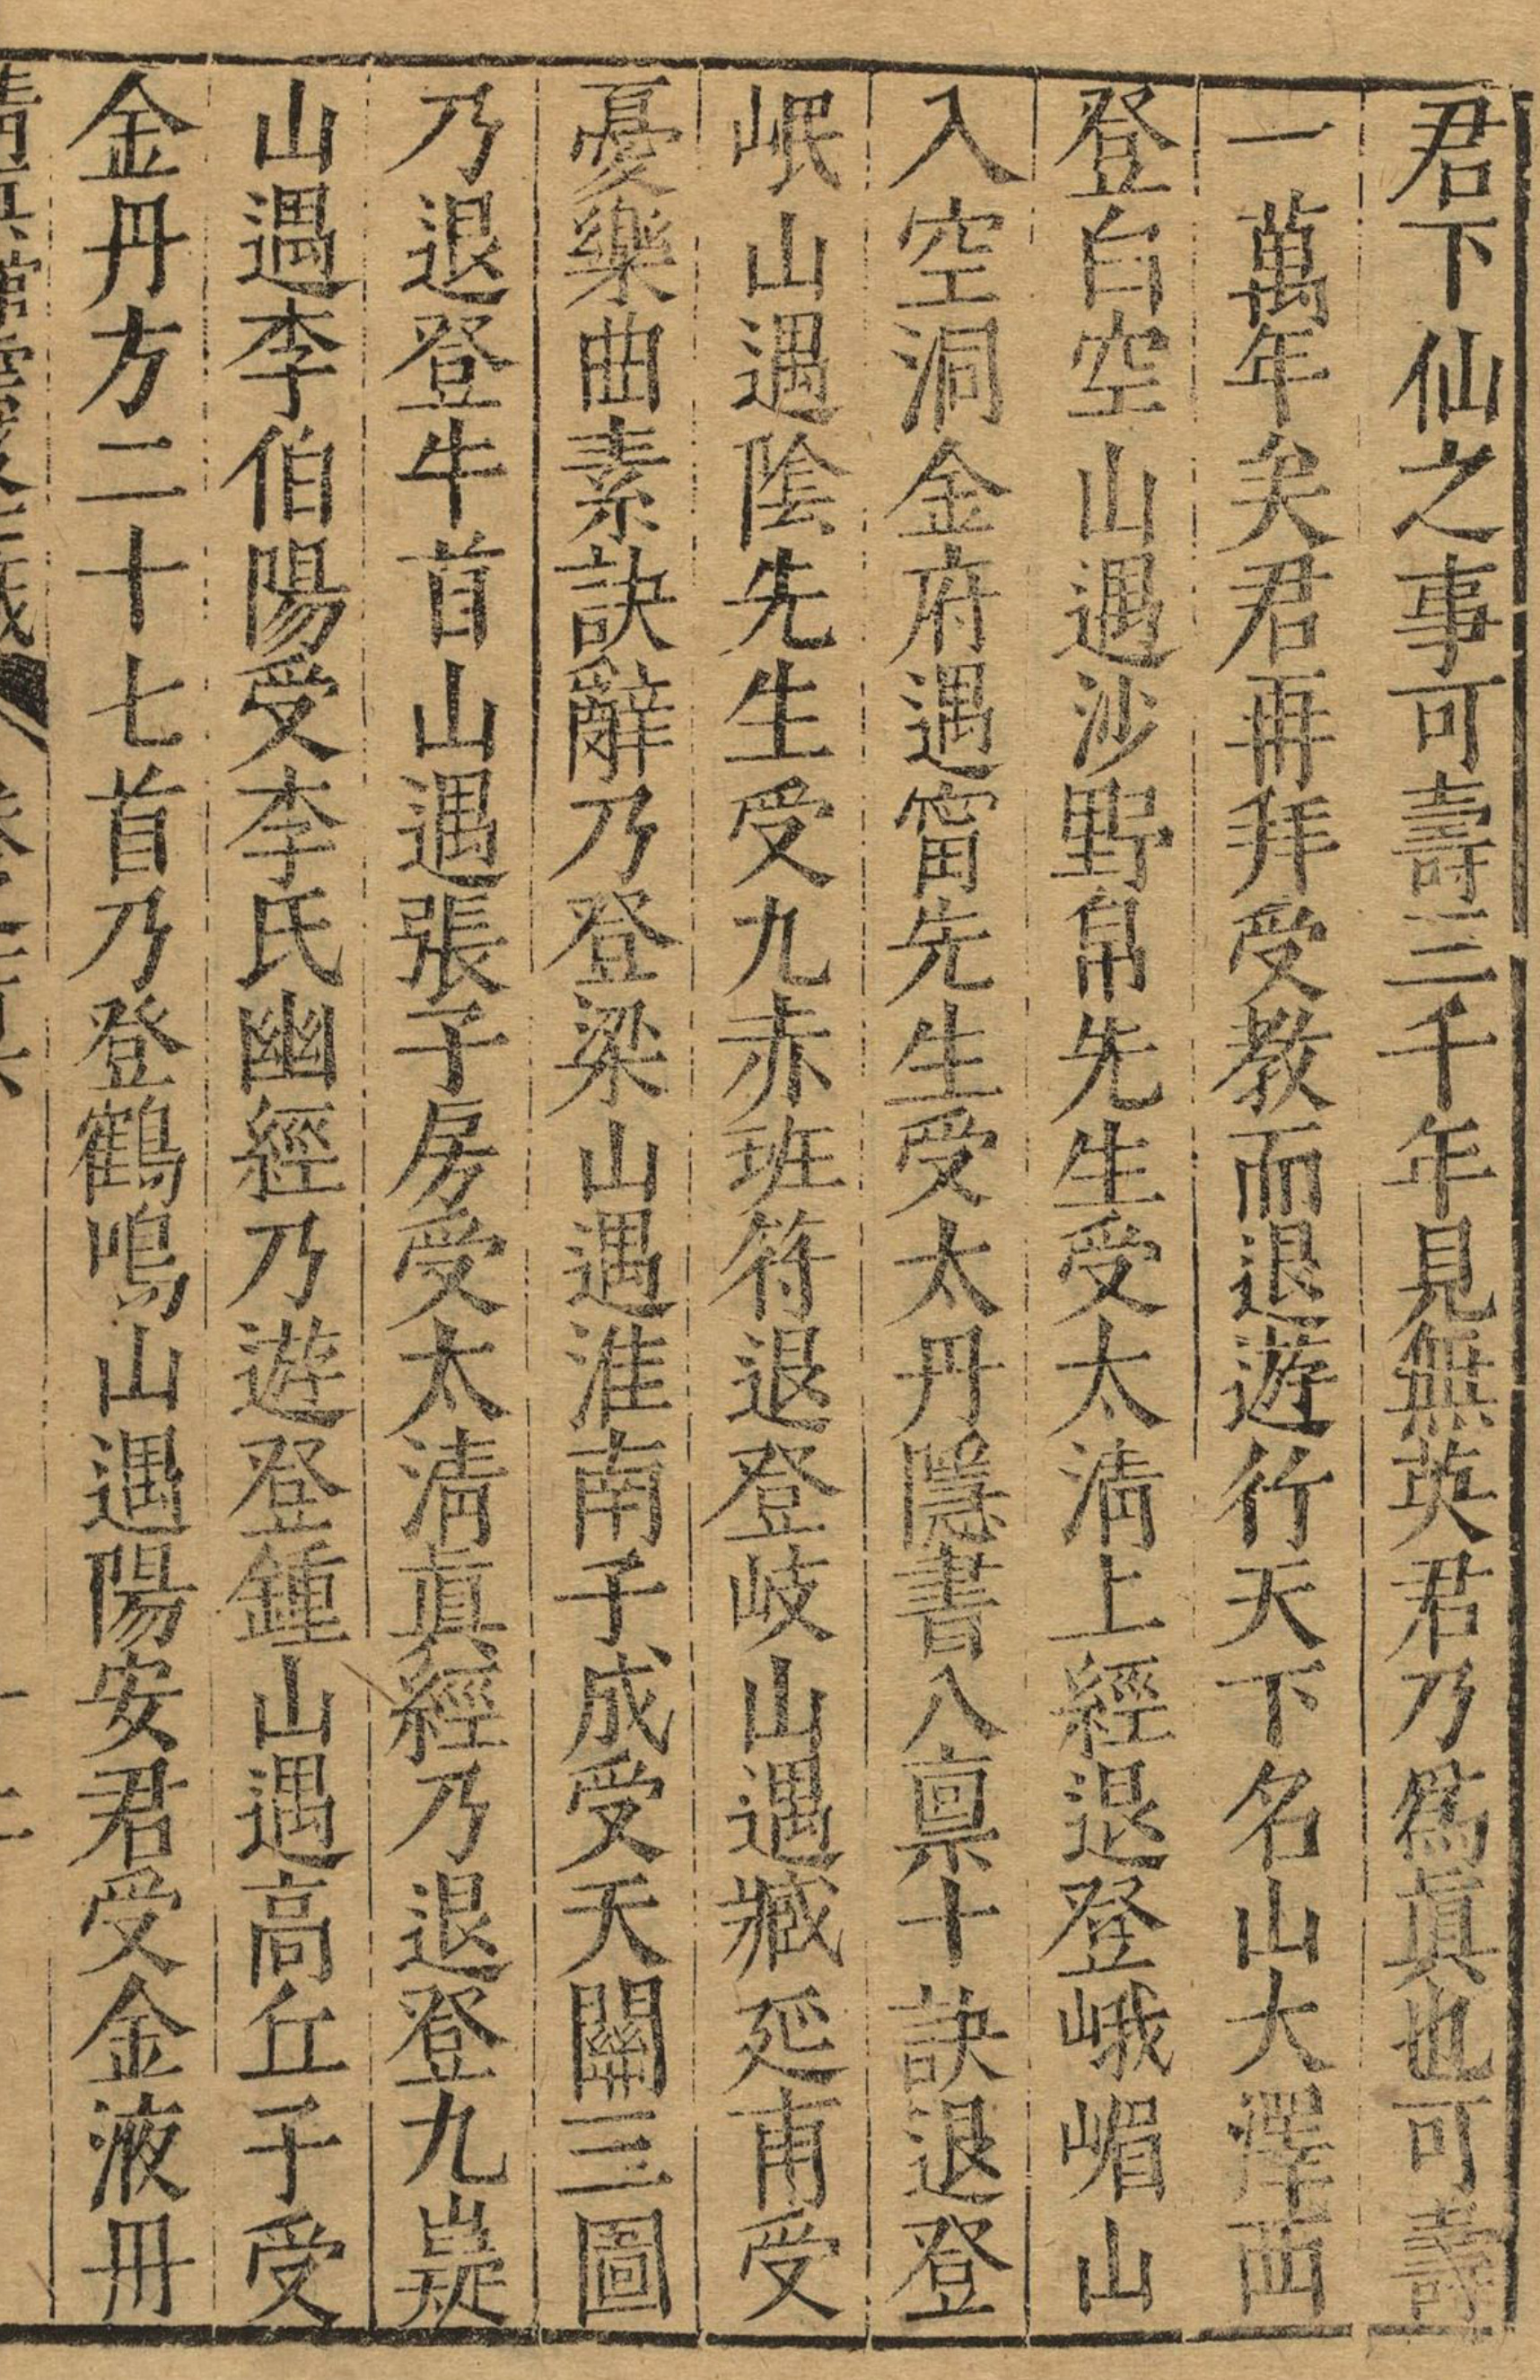 君下仙之事可壽三千年見無英君乃爲眞也可壽
一萬年矣君再拜受教而退遊行天下名山大澤西
登白空山遇沙野帛先生受太淸上經退登峨嵋山
入空洞金府遇甯先生受太丹隱書八稟十訣退登
岷山遇陰先生受九赤班符退登岐山遇臧延甫受
憂樂曲素訣辭乃登梁山遇淮南子成受天關三圖
乃退登牛首山遇張子房受太淸眞經乃退登九嶷
山遇李伯陽受李氏幽經乃遊登鍾山遇高丘子受
金丹方二十七首乃登鶴鳴山遇陽安君受金液丹